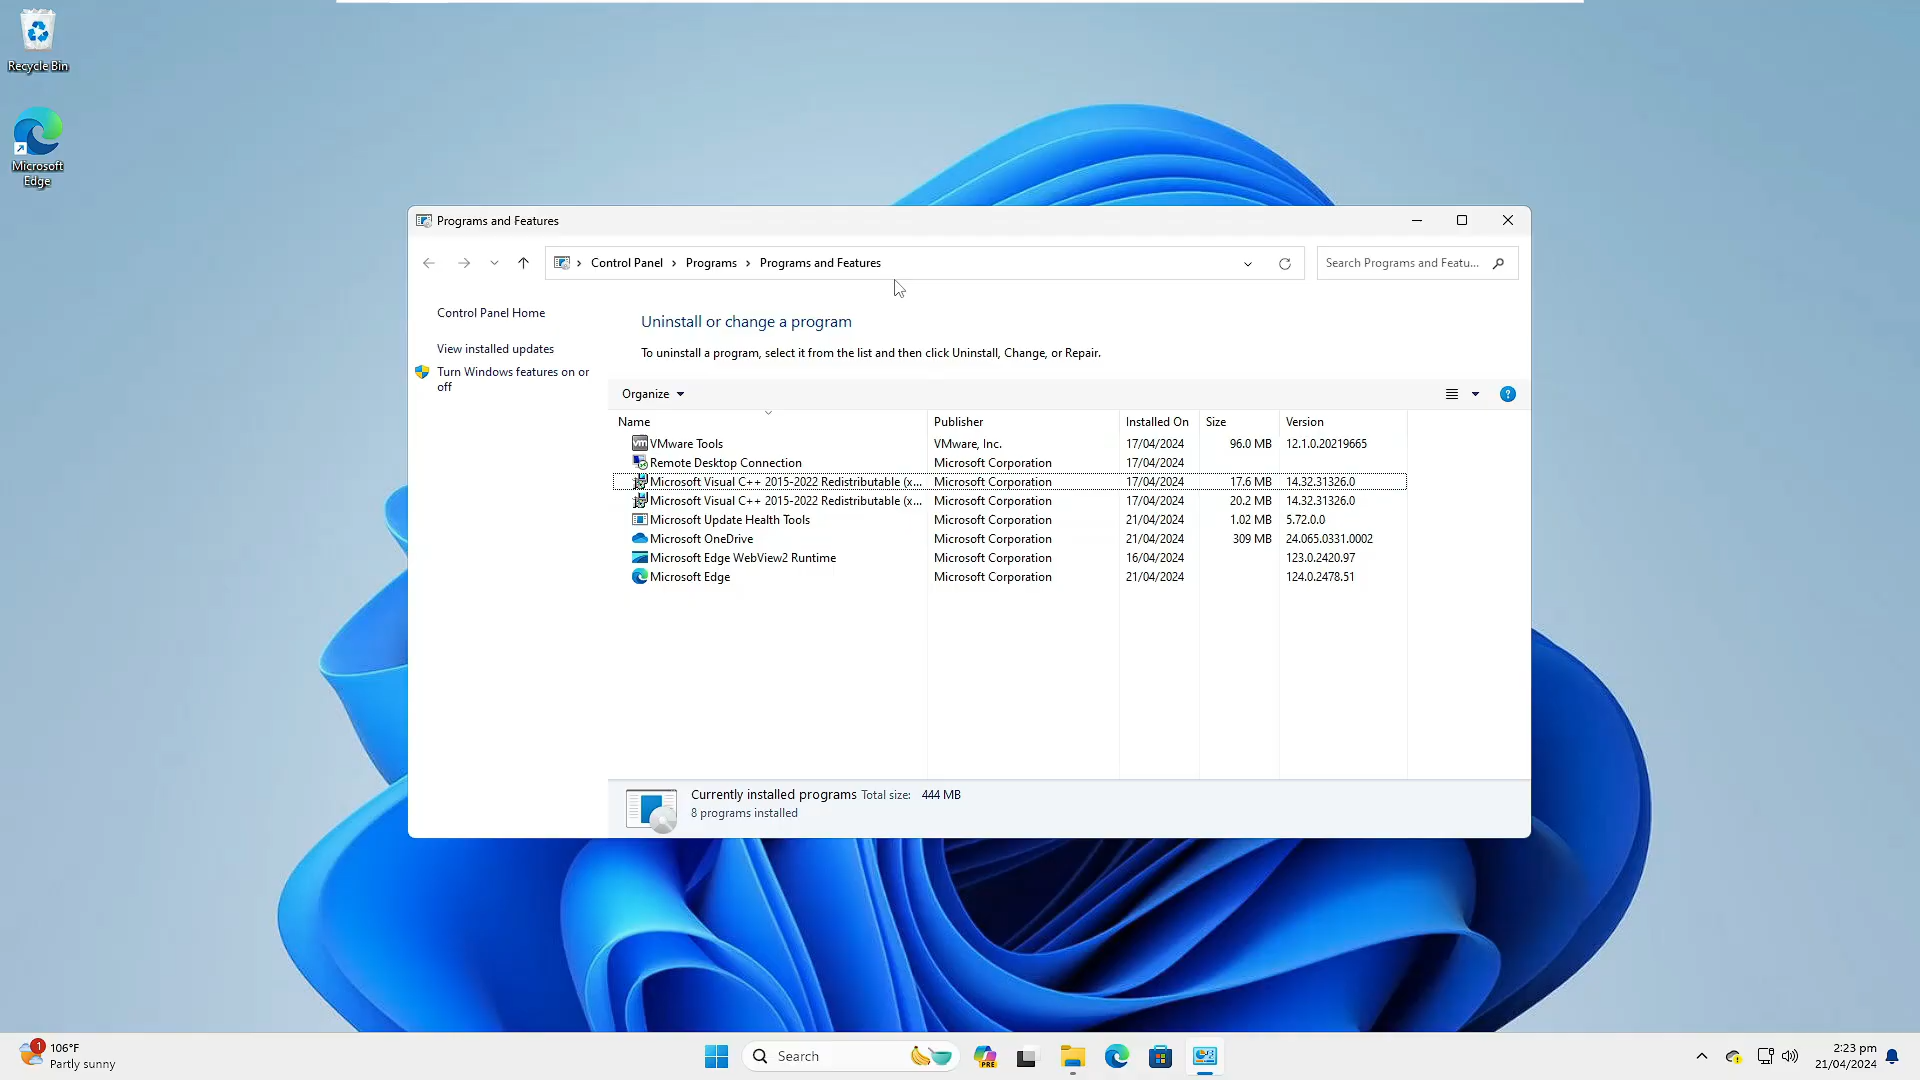 Recycle Bin
Microsoft
Edge
Programs and Features
Control Panel > Programs > Programs and Features
Search Programs and Featu...
Control Panel Home
View installed updates
Turn Windows features on or
off
Uninstall or change a program
To uninstall a program, select it from the list and then click Uninstall, Change, or Repair.
Organize
Name Publisher Installed On Size Version
VMware Tools VMware, Inc. 17/04/2024 96.0 MB 12.1.0.20219665
Remote Desktop Connection Microsoft Corporation 17/04/2024
Microsoft Visual C++ 2015-2022 Redistributable (x... Microsoft Corporation 17/04/2024 17.6 MB 14.32.31326.0
Microsoft Visual C++ 2015-2022 Redistributable (x... Microsoft Corporation 17/04/2024 20.2 MB 14.32.31326.0
Microsoft Update Health Tools Microsoft Corporation 21/04/2024 1.02 MB 5.72.0.0
Microsoft OneDrive Microsoft Corporation 21/04/2024 309 MB 24.065.0331.0002
Microsoft Edge WebView2 Runtime Microsoft Corporation 16/04/2024 123.0.2420.97
Microsoft Edge Microsoft Corporation 21/04/2024 124.0.2478.51
Currently installed programs Total size: 444 MB
8 programs installed
1
106°F
Partly sunny
Search
PRE
2:23 pm
21/04/2024